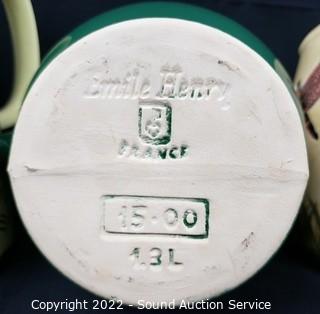 Emile Henry
FRANCE
15·00
1.3L
Copyright 2022 - Sound Auction Service